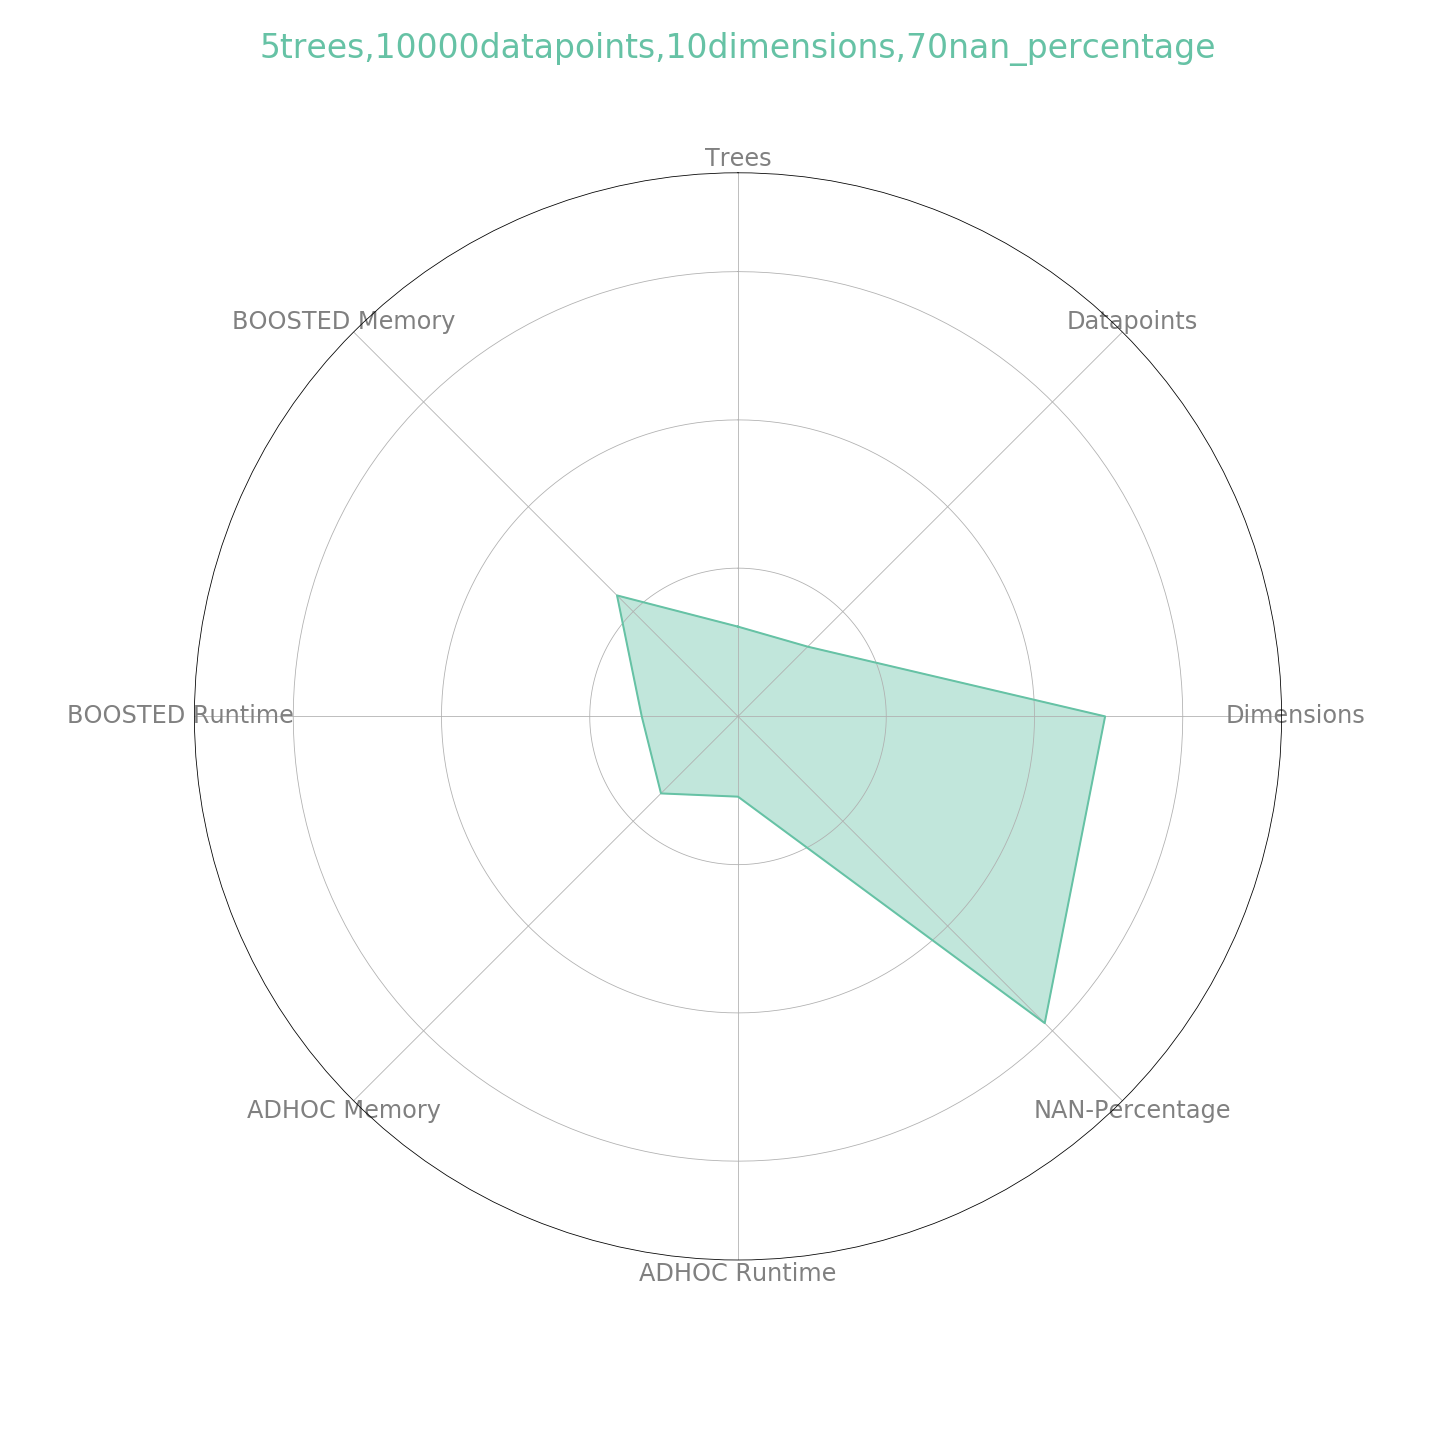 5trees,10000datapoints,10dimensions,70nan_percentage
Trees
BOOSTED Memory
Datapoints
BOOSTED Runtime
Dimensions
ADHOC Memory
NAN-Percentage
ADHOC Runtime